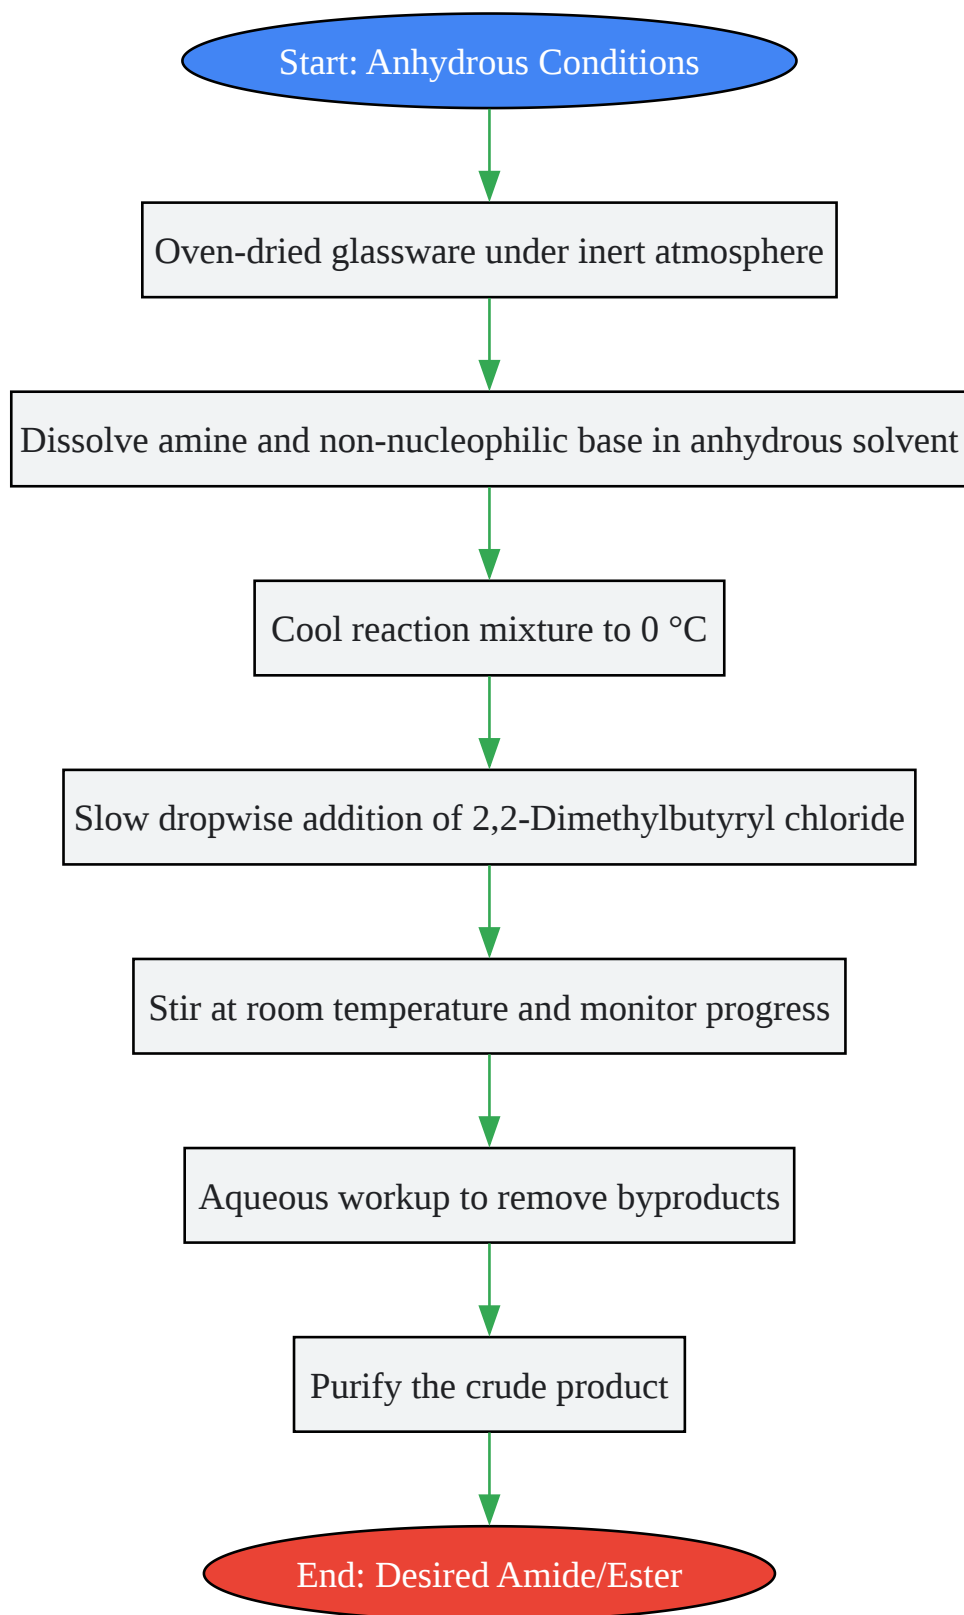 Start: Anhydrous Conditions
Oven-dried glassware under inert atmosphere
Dissolve amine and non-nucleophilic base in anhydrous solvent
Cool reaction mixture to 0 °C
Slow dropwise addition of 2,2-Dimethylbutyryl chloride
Stir at room temperature and monitor progress
Aqueous workup to remove byproducts
Purify the crude product
End: Desired Amide/Ester